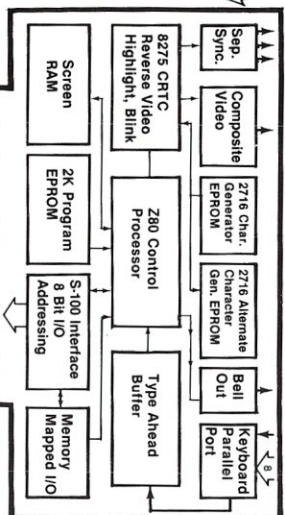 8
Sep.
Sync.
Composite
Video
2716 Char.
Generator
EPROM
2716 Alternate
Character
Gen. EPROM
Bell
Out
Keyboard
Parallel
Port
8275 CRTC
Reverse Video
Highlight, Blink
Z80 Control
Processor
Type Ahead
Buffer
Screen
RAM
2K Program
EPROM
S-100 Interface
8 Bit I/O
Addressing
Memory
Mapped I/O